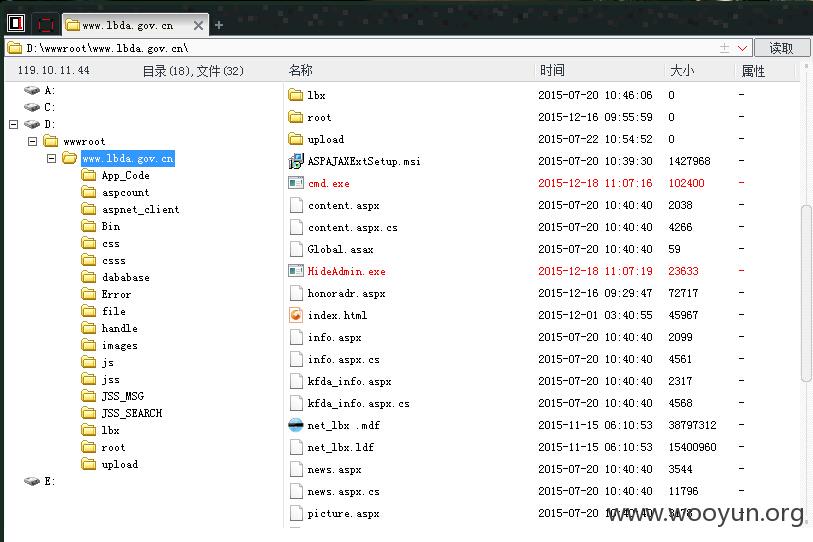 www.lbda.gov.cn
D:\wwwroot\www.lbda.gov.cn\ 读取
119.10.11.44 目录(18),文件(32) 名称 时间 大小 属性
A:
C:
D:
wwwroot
www.lbda.gov.cn
App_Code
aspcount
aspnet_client
Bin
css
csss
dababase
Error
file
handle
images
js
jss
JSS_MSG
JSS_SEARCH
lbx
root
upload
E:
lbx 2015-07-20 10:46:06 0 -
root 2015-12-16 09:55:59 0 -
upload 2015-07-22 10:54:52 0 -
ASPAJAXExtSetup.msi 2015-07-20 10:39:30 1427968 -
cmd.exe 2015-12-18 11:07:16 102400 -
content.aspx 2015-07-20 10:40:40 2038 -
content.aspx.cs 2015-07-20 10:40:40 4266 -
Global.asax 2015-07-20 10:40:40 59 -
HideAdmin.exe 2015-12-18 11:07:19 23633 -
honoradr.aspx 2015-12-16 09:29:47 72717 -
index.html 2015-12-01 03:40:55 45967 -
info.aspx 2015-07-20 10:40:40 2099 -
info.aspx.cs 2015-07-20 10:40:40 4561 -
kfda_info.aspx 2015-07-20 10:40:40 2317 -
kfda_info.aspx.cs 2015-07-20 10:40:40 4568 -
net_lbx .mdf 2015-11-15 06:10:53 38797312 -
net_lbx.ldf 2015-11-15 06:10:53 15400960 -
news.aspx 2015-07-20 10:40:40 3544 -
news.aspx.cs 2015-07-20 10:40:40 11796 -
picture.aspx 2015-07-20 10:40:40 3178 -
www.wooyun.org